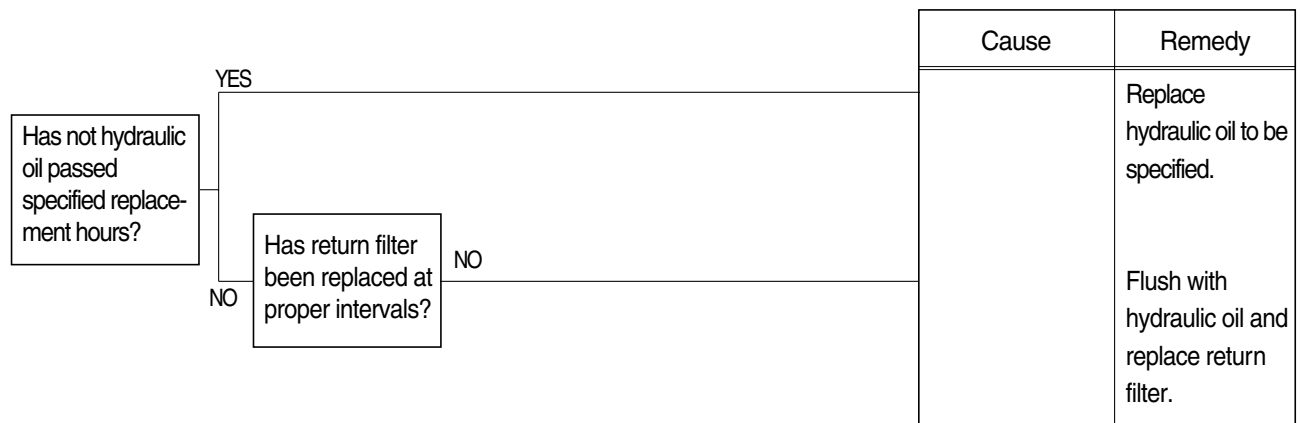 Cause
Remedy
YES
Replace
hydraulic oil to be
specified.
Has not hydraulic
oil passed
specified replace-
ment hours?
NO
Has return filter
been replaced at
proper intervals?
NO
Flush with
hydraulic oil and
replace return
filter.